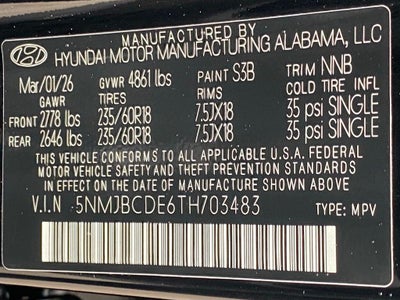 MANUFACTURED BY
HYUNDAI MOTOR MANUFACTURING ALABAMA, LLC
Mar/01/26 GVWR 4861 lbs PAINT S3B TRIM NNB
GAWR TIRES RIMS COLD TIRE INFL
FRONT 2778 lbs 235/60R18 7.5JX18 35 psi SINGLE
REAR 2646 lbs 235/60R18 7.5JX18 35 psi SINGLE
THIS VEHICLE CONFORMS TO ALL APPLICABLE U.S.A. FEDERAL
MOTOR VEHICLE SAFETY AND THEFT PREVENTION STANDARDS
IN EFFECT ON THE DATE OF MANUFACTURE SHOWN ABOVE.
V.I.N 5NMJBCDE6TH703483 TYPE: MPV